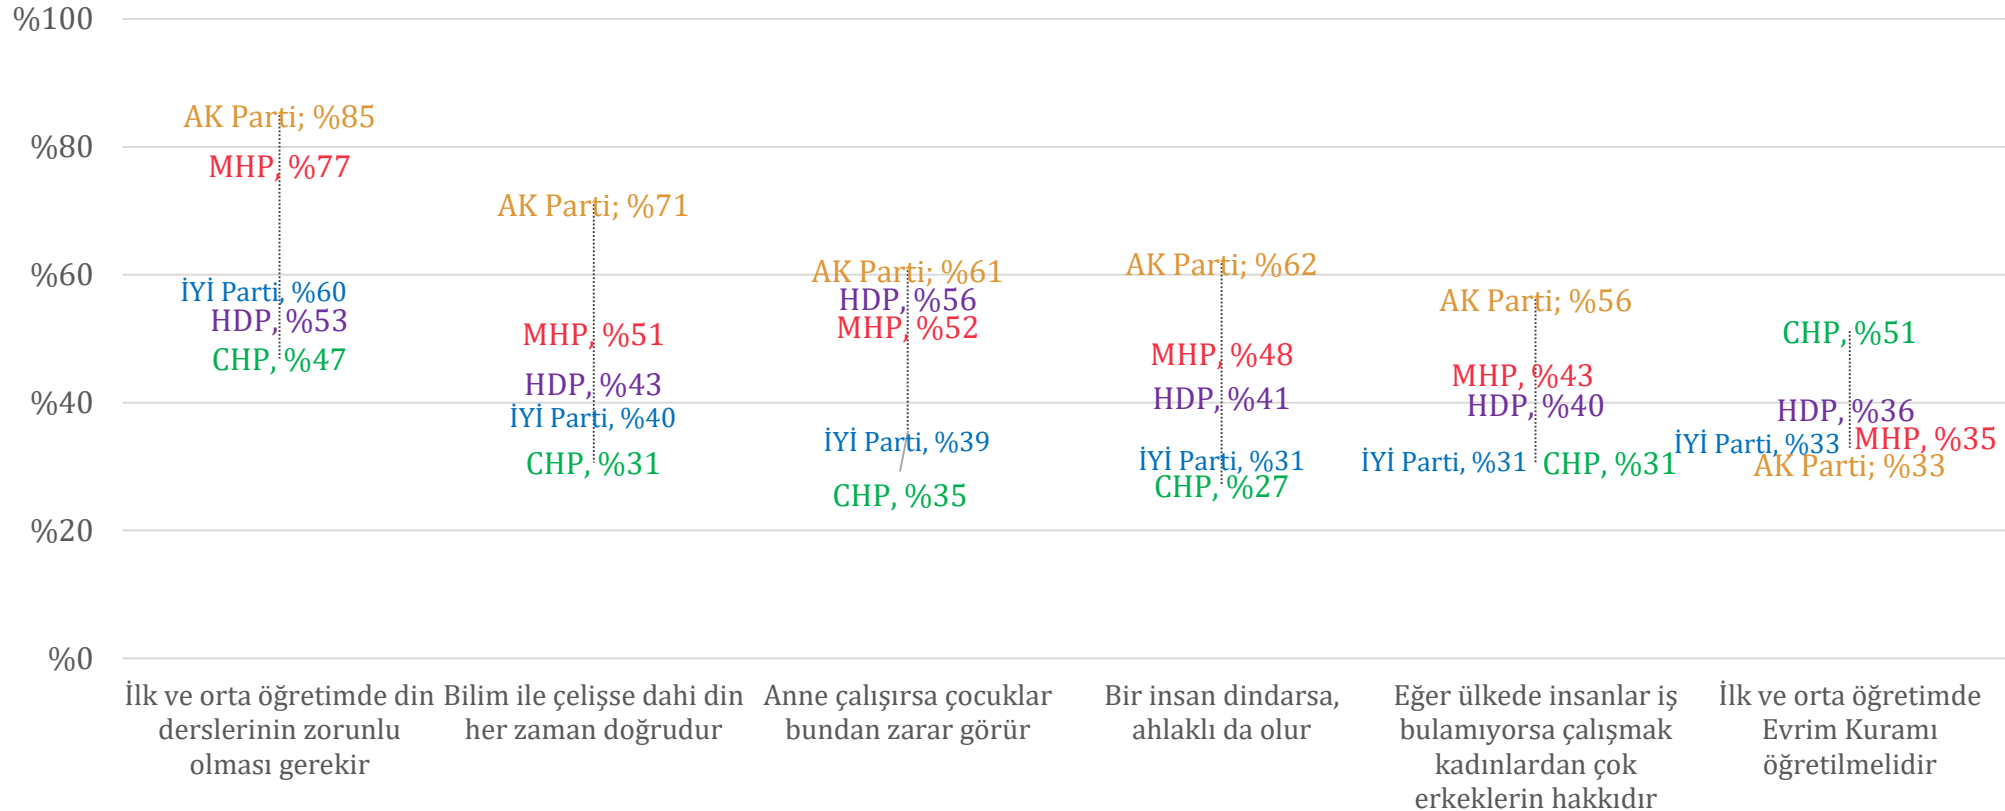 %100
%80
%60
%40
%20
%0
AK Parti; %85
MHP, %77
İYİ Parti, %60
HDP, %53
CHP, %47
AK Parti; %71
MHP, %51
HDP, %43
İYİ Parti, %40
CHP, %31
AK Parti; %61
HDP, %56
MHP, %52
İYİ Parti, %39
CHP, %35
AK Parti; %62
MHP, %48
HDP, %41
İYİ Parti, %31
CHP, %27
AK Parti; %56
MHP, %43
HDP, %40
İYİ Parti, %31
CHP, %31
CHP, %51
HDP, %36
MHP, %35
İYİ Parti, %33
AK Parti; %33
İlk ve orta öğretimde din
derslerinin zorunlu
olması gerekir
Bilim ile çelişse dahi din
her zaman doğrudur
Anne çalışırsa çocuklar
bundan zarar görür
Bir insan dindarsa,
ahlaklı da olur
Eğer ülkede insanlar iş
bulamıyorsa çalışmak
kadınlardan çok
erkeklerin hakkıdır
İlk ve orta öğretimde
Evrim Kuramı
öğretilmelidir